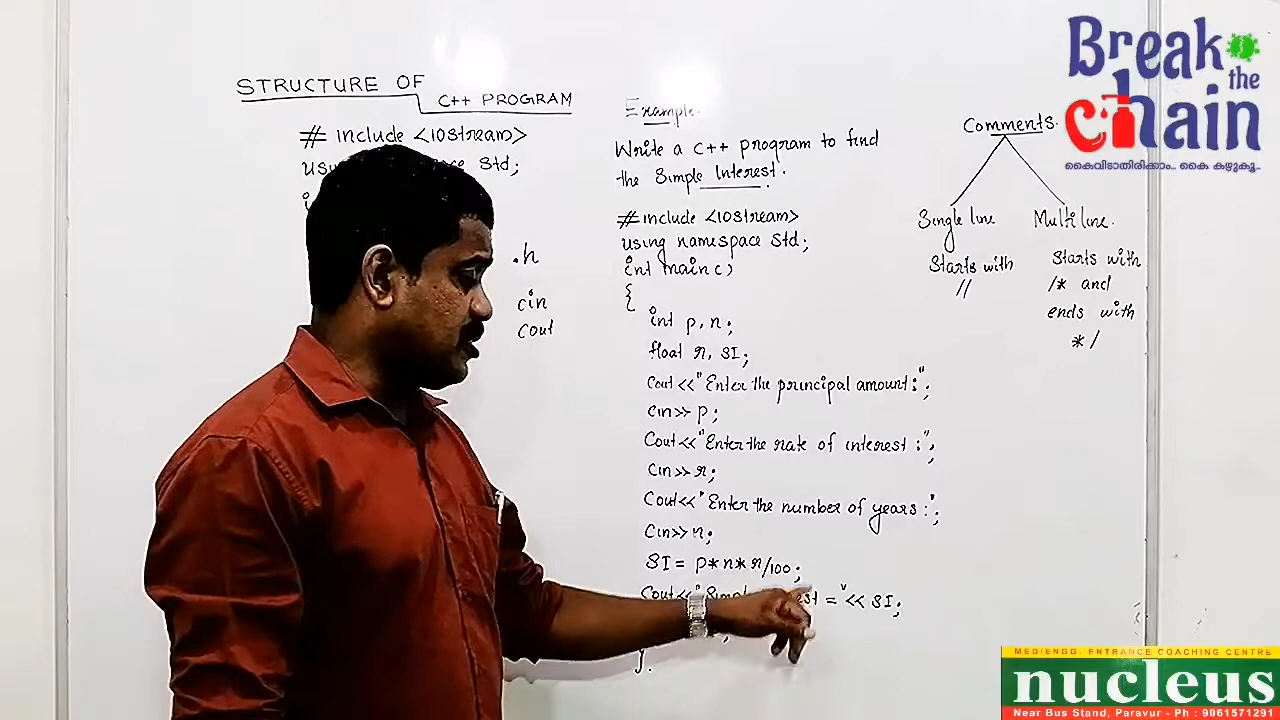 STRUCTURE OF
C++ PROGRAM
# include <iostream>
Std;
.h
cin
cout
Example.
Write a C++ program to find
the Simple Interest.
# include <iostream>
using namespace Std;
int main()
{
int p, n;
float r, SI;
Cout<<"Enter the principal amount:";
Cin>> p;
Cout<<"Enter the rate of interest :";
Cin>> r;
Cout<<"Enter the number of years :";
Cin>> n;
SI = p*n*r/100;
Cout<<" = "<< SI;
;
}.
Comments.
Single line
Starts with
//
Multi line.
Starts with
/* and
ends with
*/
Break
the
chain
കൈവിടാതിരിക്കാം.. കൈ കഴുകൂ..
MED/ENGG. ENTRANCE COACHING CENTRE
nucleus
Near Bus Stand, Paravur - Ph : 9061571291